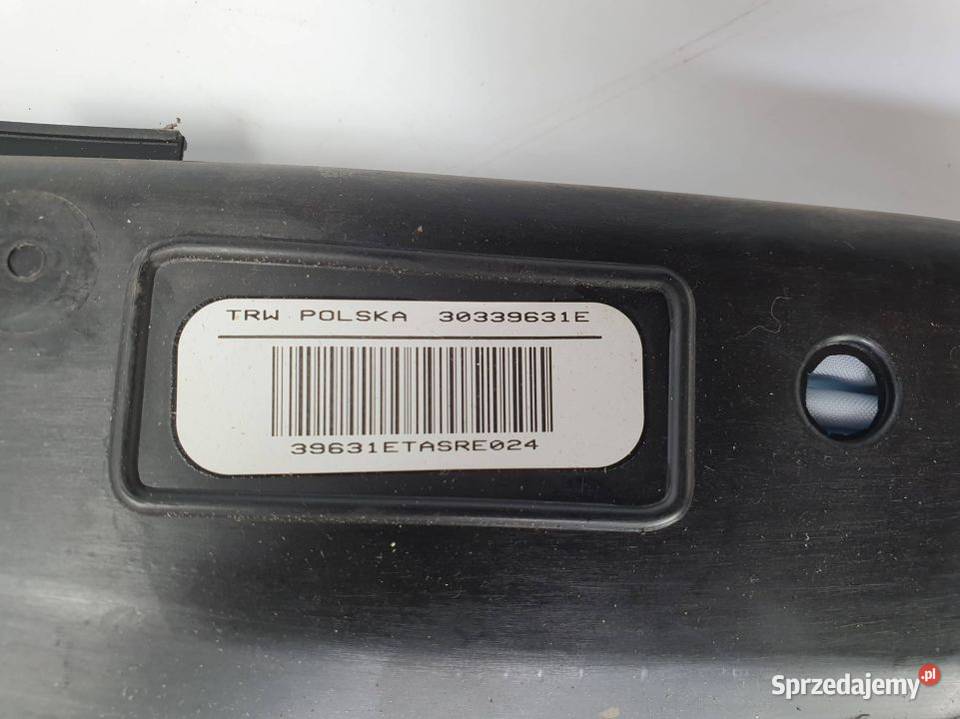 TRW POLSKA 30339631E
39631ETASRE024
Sprzedajemy.pl